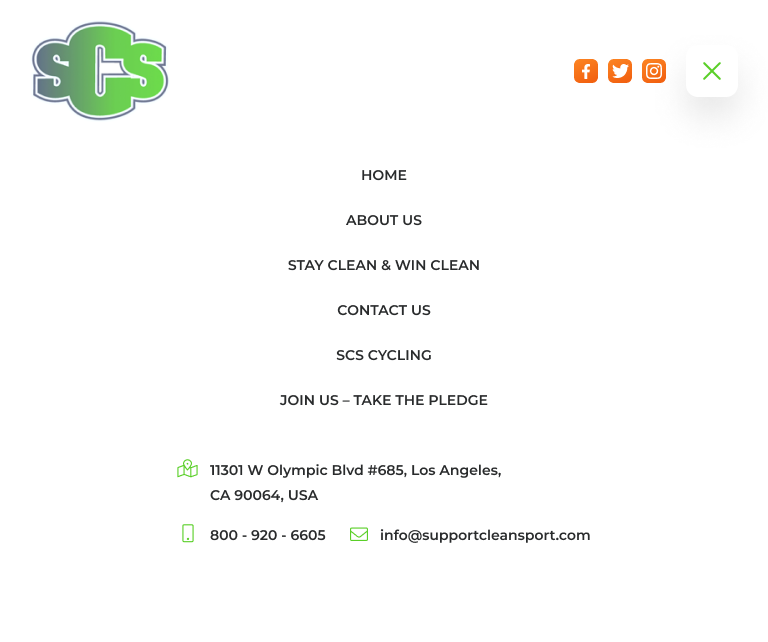 SCS
HOME
ABOUT US
STAY CLEAN & WIN CLEAN
CONTACT US
SCS CYCLING
JOIN US – TAKE THE PLEDGE
11301 W Olympic Blvd #685, Los Angeles,
CA 90064, USA
800 - 920 - 6605
info@supportcleansport.com